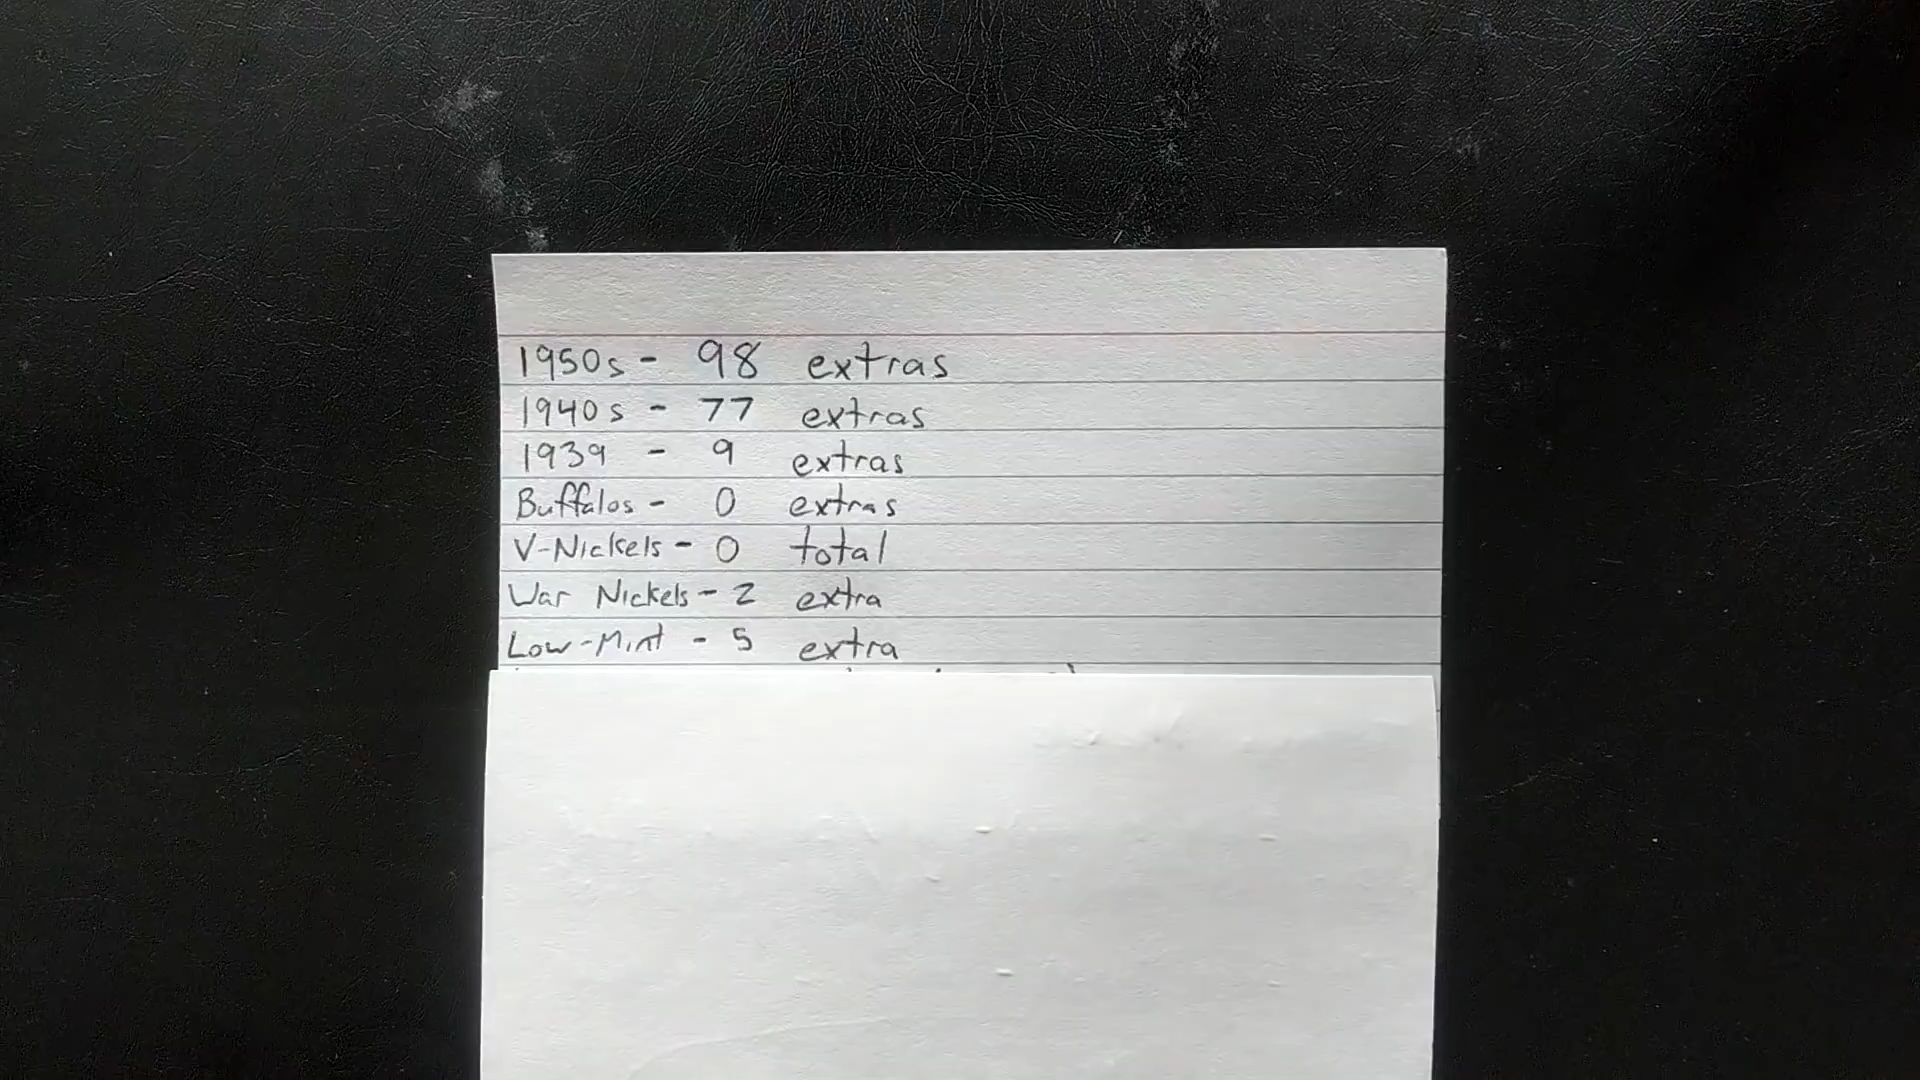 1950s - 98 extras
1940s - 77 extras
1939 - 9 extras
Buffalos - 0 extras
V-Nickels - 0 total
War Nickels - 2 extra
Low-Mint - 5 extra